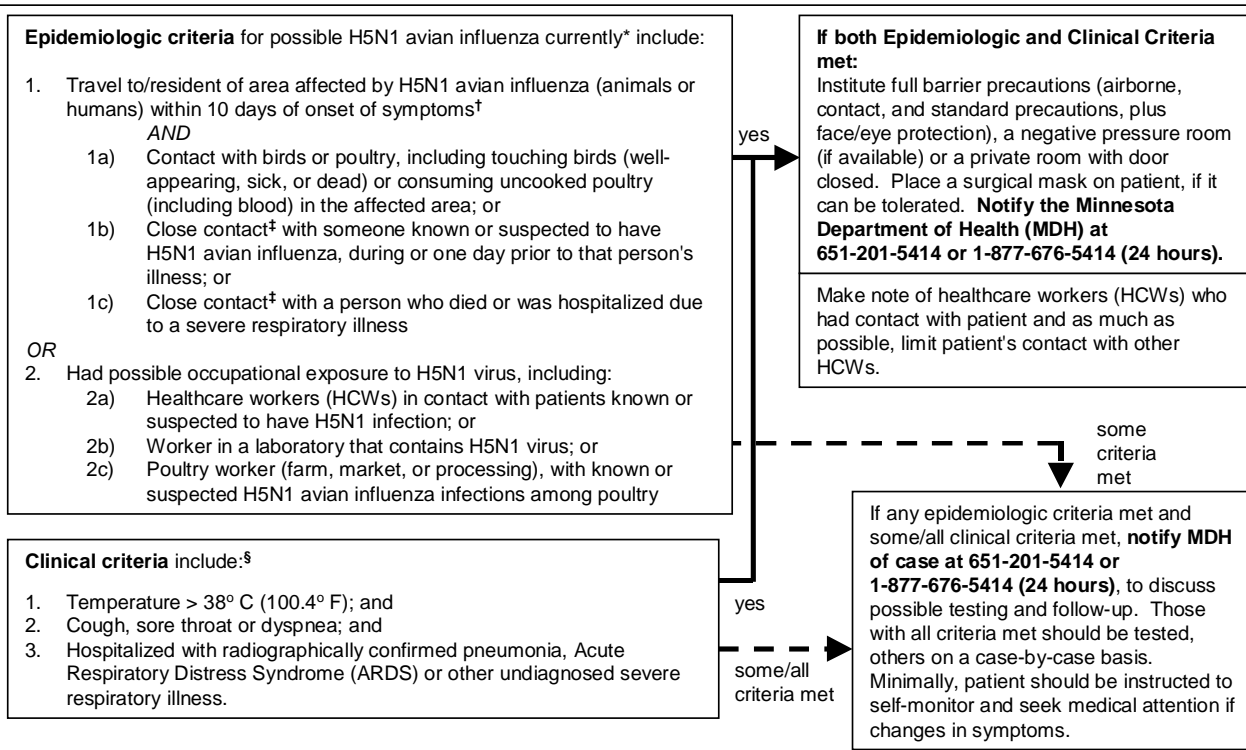 Epidemiologic criteria for possible H5N1 avian influenza currently* include:
1. Travel to/resident of area affected by H5N1 avian influenza (animals or
humans) within 10 days of onset of symptoms†
AND
1a) Contact with birds or poultry, including touching birds (well-
appearing, sick, or dead) or consuming uncooked poultry
(including blood) in the affected area; or
1b) Close contact‡ with someone known or suspected to have
H5N1 avian influenza, during or one day prior to that person's
illness; or
1c) Close contact‡ with a person who died or was hospitalized due
to a severe respiratory illness
OR
2. Had possible occupational exposure to H5N1 virus, including:
2a) Healthcare workers (HCWs) in contact with patients known or
suspected to have H5N1 infection; or
2b) Worker in a laboratory that contains H5N1 virus; or
2c) Poultry worker (farm, market, or processing), with known or
suspected H5N1 avian influenza infections among poultry
Clinical criteria include:§
1. Temperature > 38º C (100.4º F); and
2. Cough, sore throat or dyspnea; and
3. Hospitalized with radiographically confirmed pneumonia, Acute
Respiratory Distress Syndrome (ARDS) or other undiagnosed severe
respiratory illness.
yes
yes
some/all
criteria met
some
criteria
met
If both Epidemiologic and Clinical Criteria
met:
Institute full barrier precautions (airborne,
contact, and standard precautions, plus
face/eye protection), a negative pressure room
(if available) or a private room with door
closed. Place a surgical mask on patient, if it
can be tolerated. Notify the Minnesota
Department of Health (MDH) at
651-201-5414 or 1-877-676-5414 (24 hours).
Make note of healthcare workers (HCWs) who
had contact with patient and as much as
possible, limit patient's contact with other
HCWs.
If any epidemiologic criteria met and
some/all clinical criteria met, notify MDH
of case at 651-201-5414 or
1-877-676-5414 (24 hours), to discuss
possible testing and follow-up. Those
with all criteria met should be tested,
others on a case-by-case basis.
Minimally, patient should be instructed to
self-monitor and seek medical attention if
changes in symptoms.